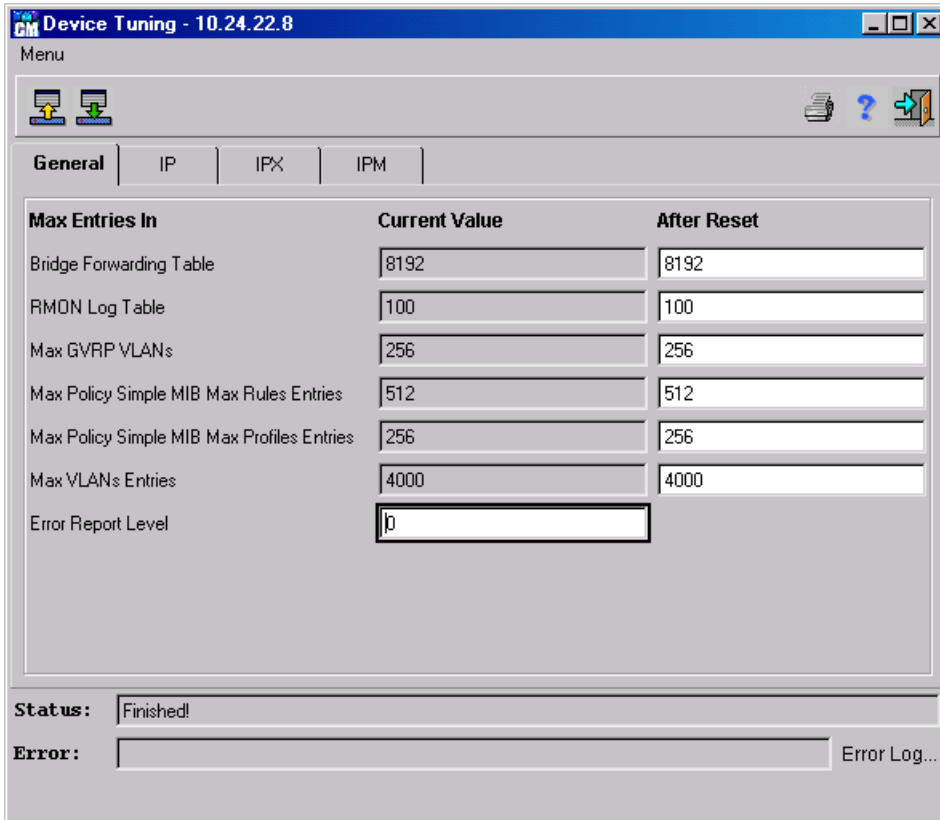 CM Device Tuning - 10.24.22.8
Menu
?
General IP IPX IPM
Max Entries In Current Value After Reset
Bridge Forwarding Table 8192 8192
RMON Log Table 100 100
Max GVRP VLANs 256 256
Max Policy Simple MIB Max Rules Entries 512 512
Max Policy Simple MIB Max Profiles Entries 256 256
Max VLANs Entries 4000 4000
Error Report Level 0
Status: Finished!
Error: Error Log...